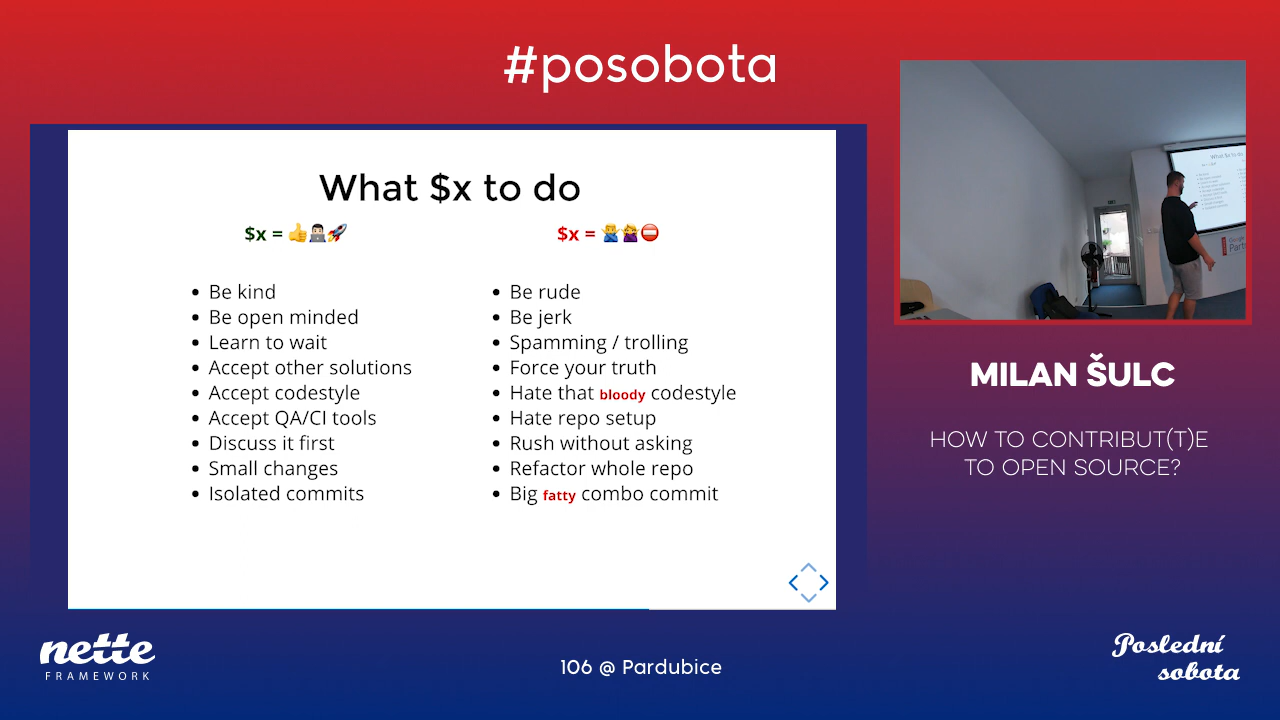 #posobota
What $x to do
$x = 👍👨🏻‍💻🚀
Be kind
Be open minded
Learn to wait
Accept other solutions
Accept codestyle
Accept QA/CI tools
Discuss it first
Small changes
Isolated commits
$x = 🙅‍♂️🙅‍♀️⛔
Be rude
Be jerk
Spamming / trolling
Force your truth
Hate that bloody codestyle
Hate repo setup
Rush without asking
Refactor whole repo
Big fatty combo commit
What $x to do
MILAN ŠULC
HOW TO CONTRIBUT(T)E
TO OPEN SOURCE?
nette
FRAMEWORK
106 @ Pardubice
Poslední
sobota